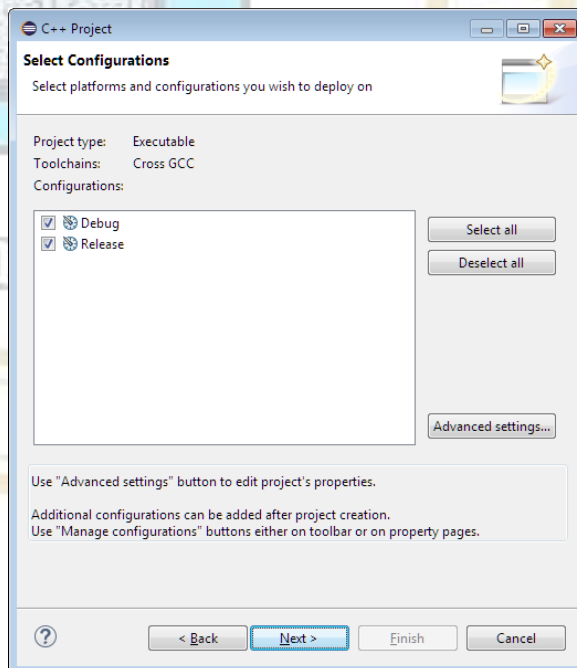 C++ Project
Select Configurations
Select platforms and configurations you wish to deploy on
Project type: Executable
Toolchains: Cross GCC
Configurations:
Debug
Release
Select all
Deselect all
Advanced settings...
Use "Advanced settings" button to edit project's properties.
Additional configurations can be added after project creation.
Use "Manage configurations" buttons either on toolbar or on property pages.
? < Back Next > Finish Cancel